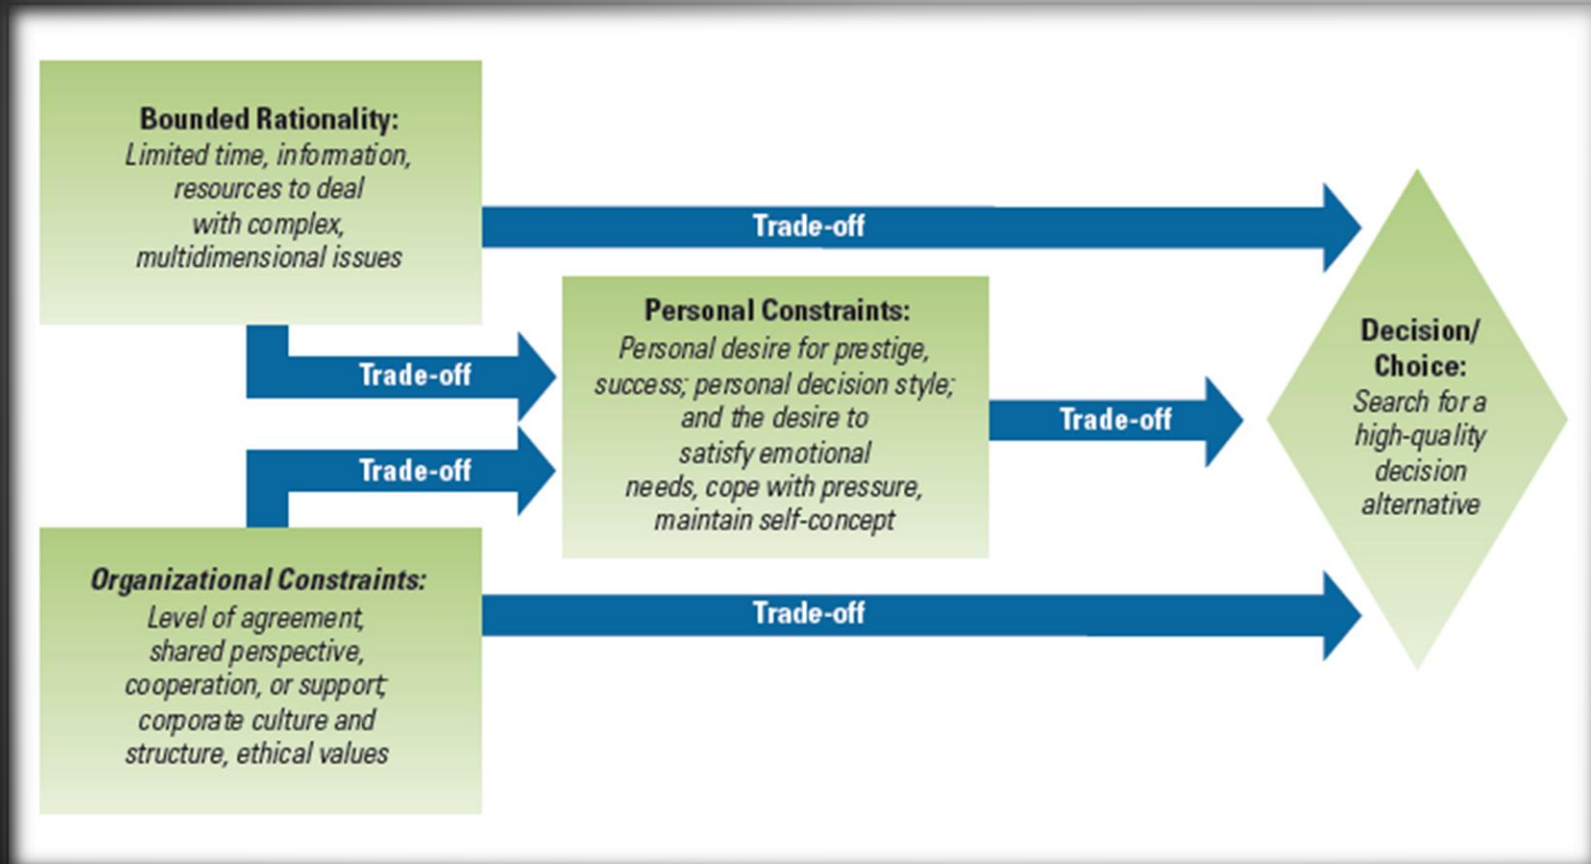 Bounded Rationality:
Limited time, information,
resources to deal
with complex,
multidimensional issues
Trade-off
Trade-off
Personal Constraints:
Personal desire for prestige,
success; personal decision style;
and the desire to
satisfy emotional
needs, cope with pressure,
maintain self-concept
Trade-off
Trade-off
Organizational Constraints:
Level of agreement,
shared perspective,
cooperation, or support;
corporate culture and
structure, ethical values
Trade-off
Decision/
Choice:
Search for a
high-quality
decision
alternative